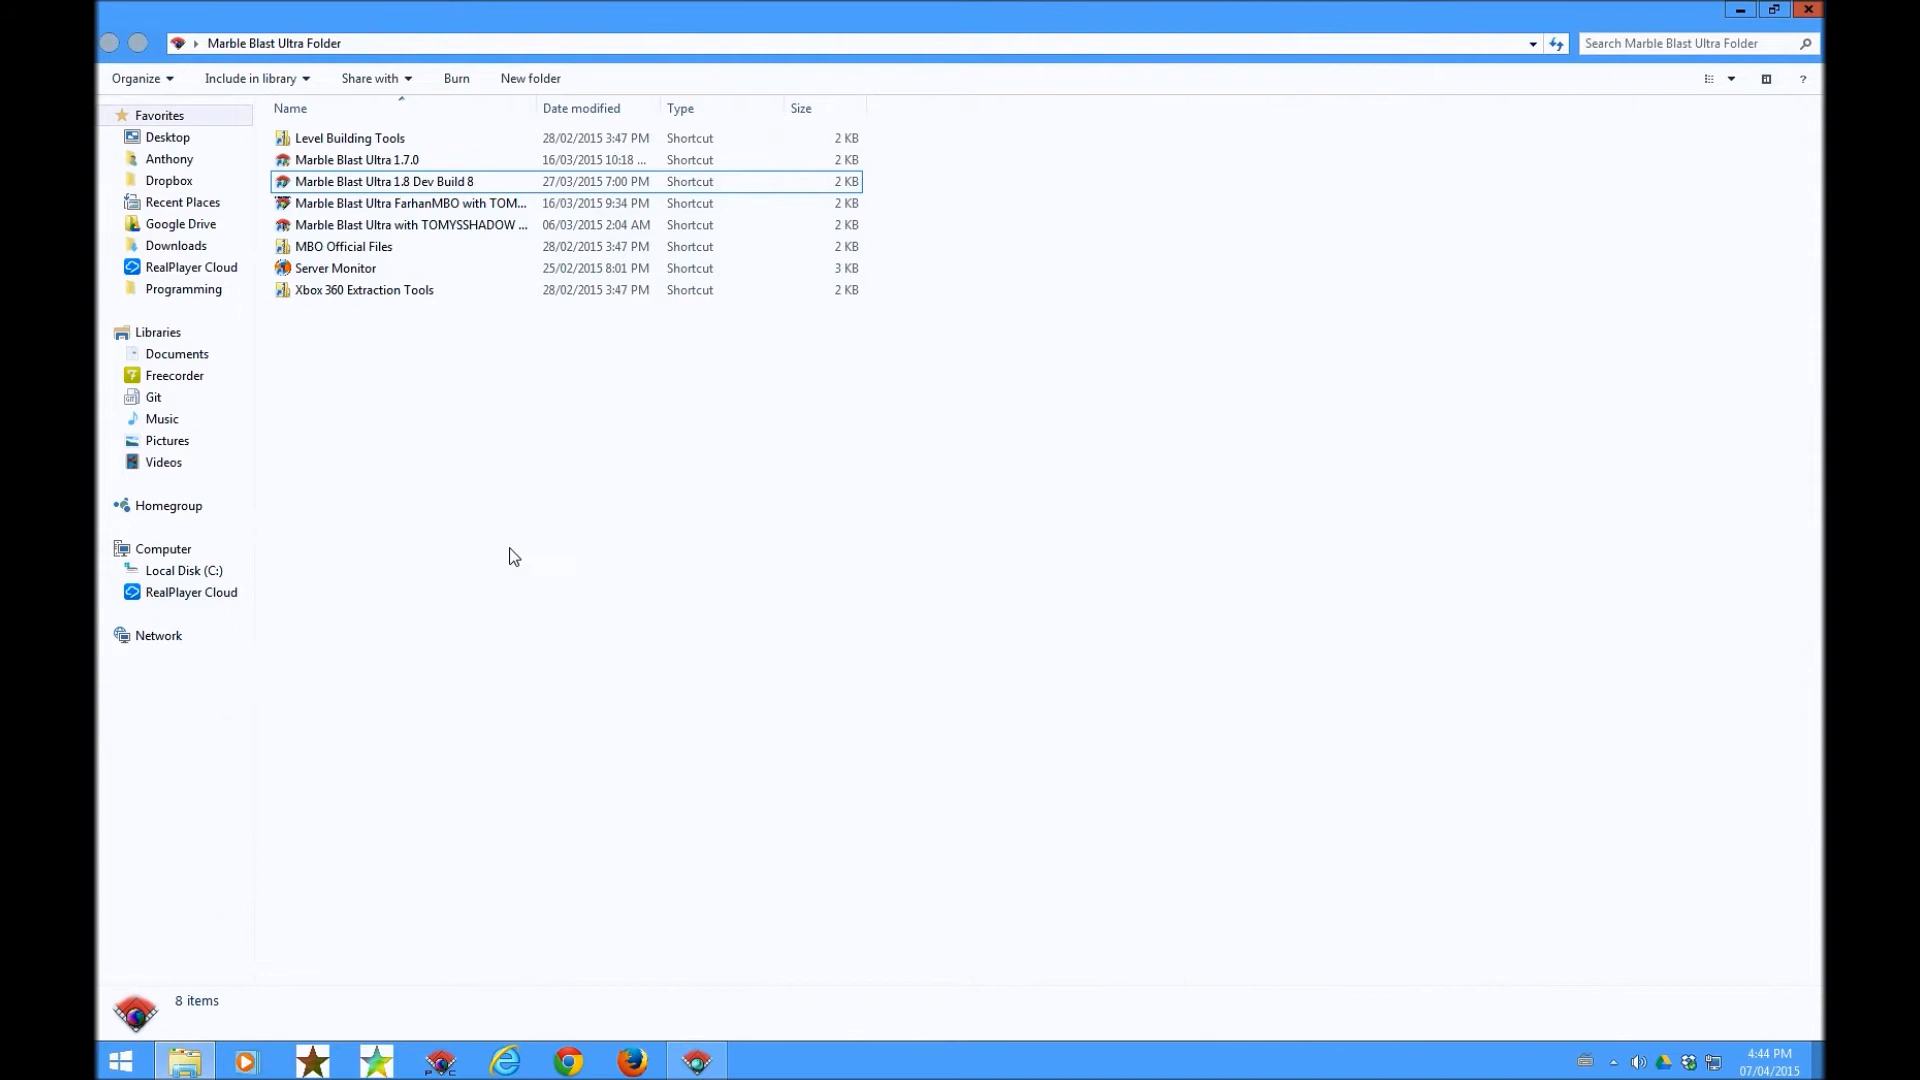 Marble Blast Ultra Folder
Search Marble Blast Ultra Folder
Organize Include in library Share with Burn New folder
?
Name Date modified Type Size
Level Building Tools 28/02/2015 3:47 PM Shortcut 2 KB
Marble Blast Ultra 1.7.0 16/03/2015 10:18 ... Shortcut 2 KB
Marble Blast Ultra 1.8 Dev Build 8 27/03/2015 7:00 PM Shortcut 2 KB
Marble Blast Ultra FarhanMBO with TOM... 16/03/2015 9:34 PM Shortcut 2 KB
Marble Blast Ultra with TOMYSSHADOW ... 06/03/2015 2:04 AM Shortcut 2 KB
MBO Official Files 28/02/2015 3:47 PM Shortcut 2 KB
Server Monitor 25/02/2015 8:01 PM Shortcut 3 KB
Xbox 360 Extraction Tools 28/02/2015 3:47 PM Shortcut 2 KB
Favorites
Desktop
Anthony
Dropbox
Recent Places
Google Drive
Downloads
RealPlayer Cloud
Programming
Libraries
Documents
Freecorder
Git
Music
Pictures
Videos
Homegroup
Computer
Local Disk (C:)
RealPlayer Cloud
Network
8 items
4:44 PM
07/04/2015